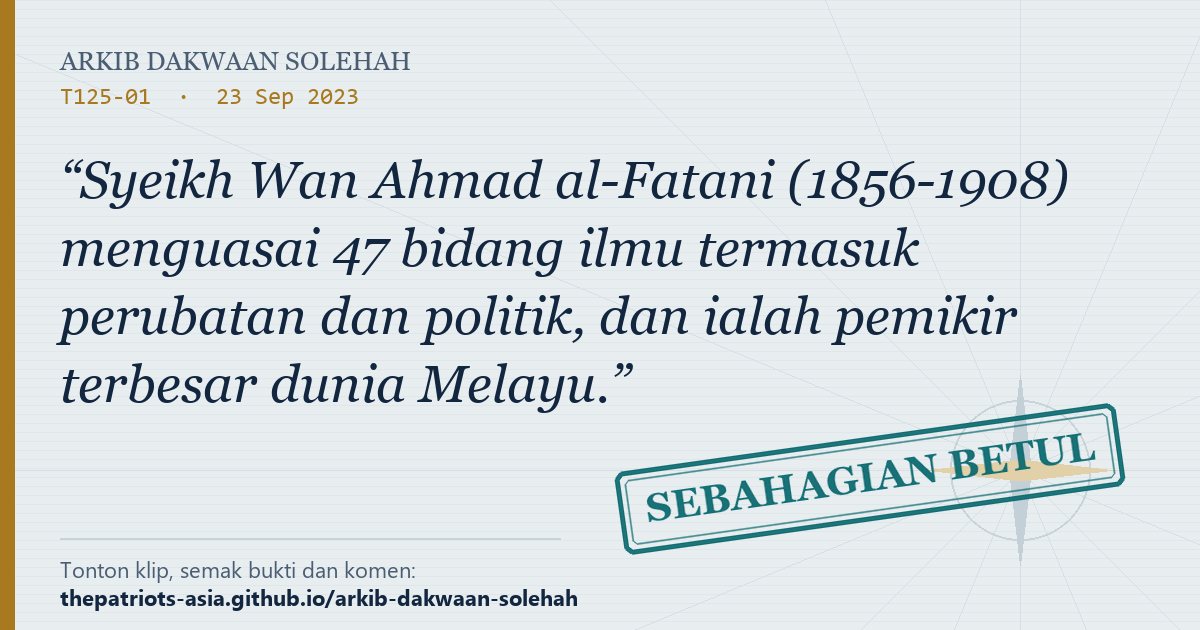 ARKIB DAKWAAN SOLEHAH
T125-01 · 23 Sep 2023
“Syeikh Wan Ahmad al-Fatani (1856-1908)
menguasai 47 bidang ilmu termasuk
perubatan dan politik, dan ialah pemikir
terbesar dunia Melayu.”
SEBAHAGIAN BETUL
Tonton klip, semak bukti dan komen:
thepatriots-asia.github.io/arkib-dakwaan-solehah